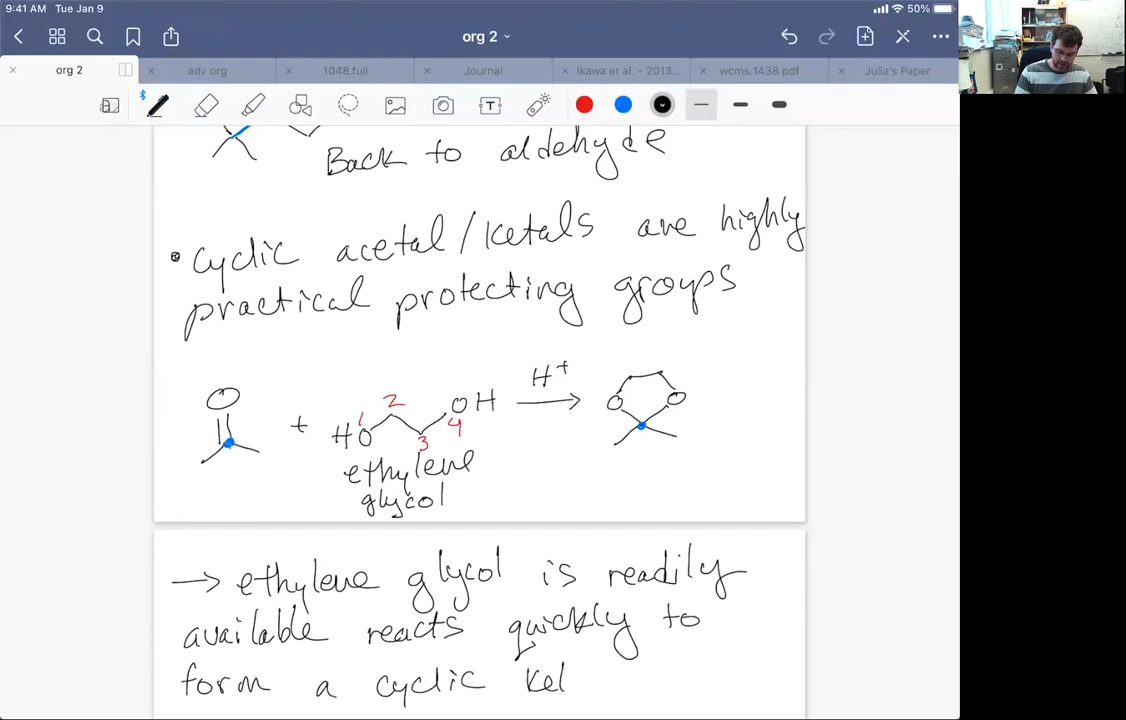 9:41 AM Tue Jan 9
50%
org 2
org 2
adv org
1048.full
Journal
Ikawa et al. - 2013...
wcms.1438.pdf
Julia's Paper
Back to aldehyde
• Cyclic acetal/ketals are highly
practical protecting groups
O + HO 1 2 3 4 OH H+ O O
ethylene
glycol
→ ethylene glycol is readily
available reacts quickly to
form a cyclic kel